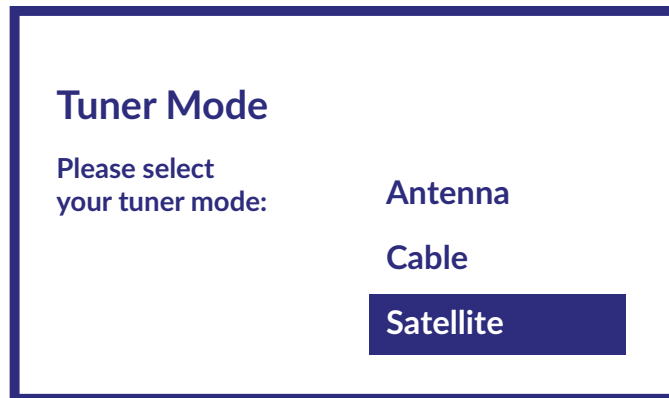 Tuner Mode
Please select
your tuner mode:
Antenna
Cable
Satellite